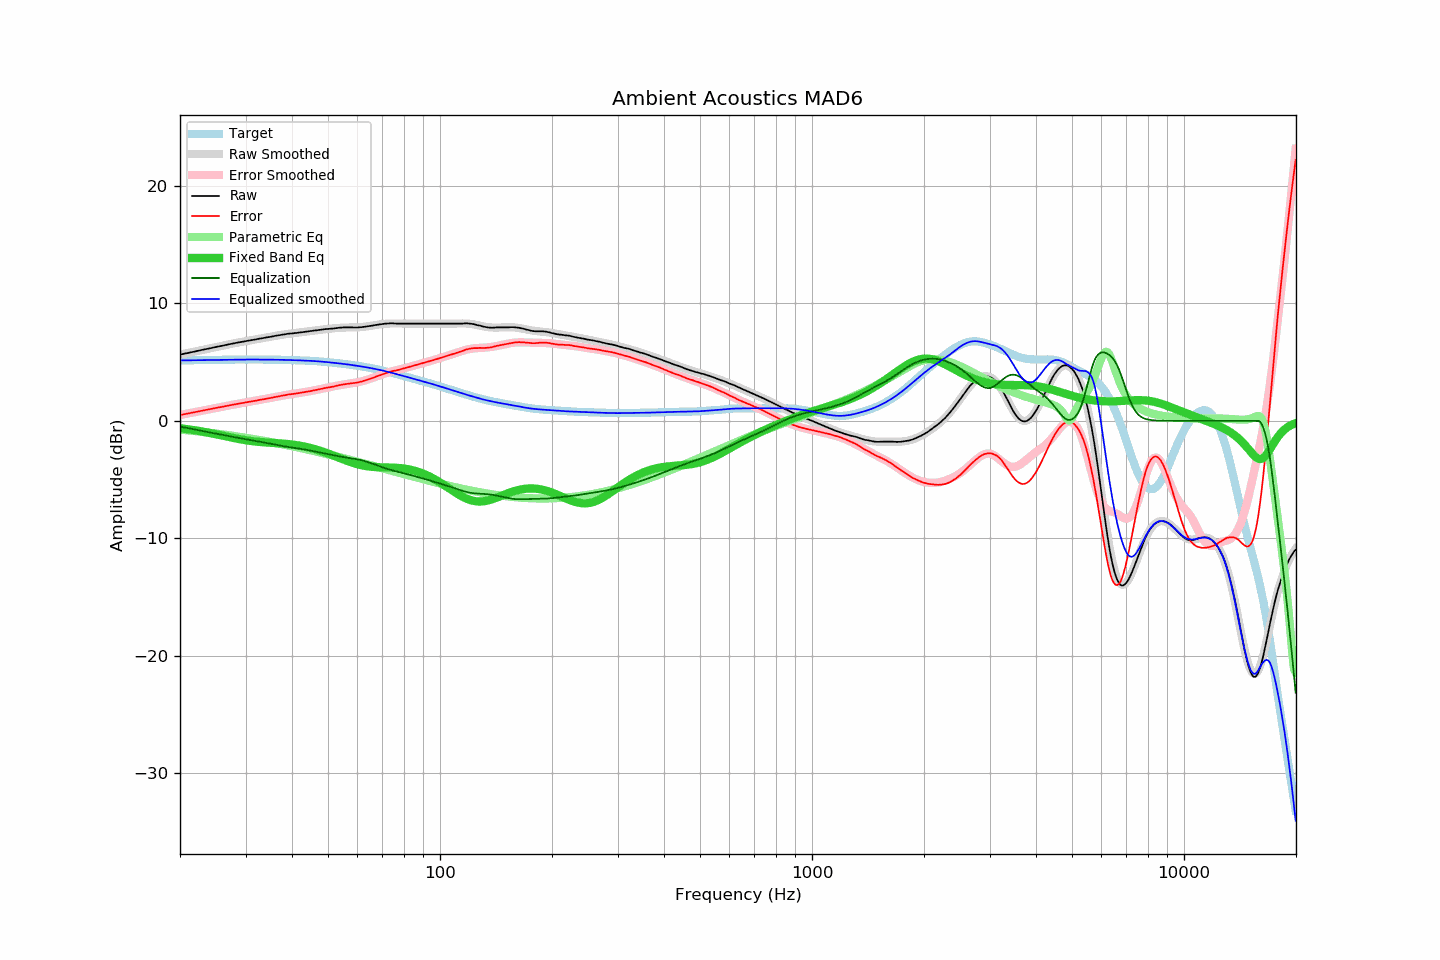 Ambient Acoustics MAD6
Target
Raw Smoothed
Error Smoothed
Raw
Error
Parametric Eq
Fixed Band Eq
Equalization
Equalized smoothed
Amplitude (dBr)
20
10
0
−10
−20
−30
100
1000
10000
Frequency (Hz)